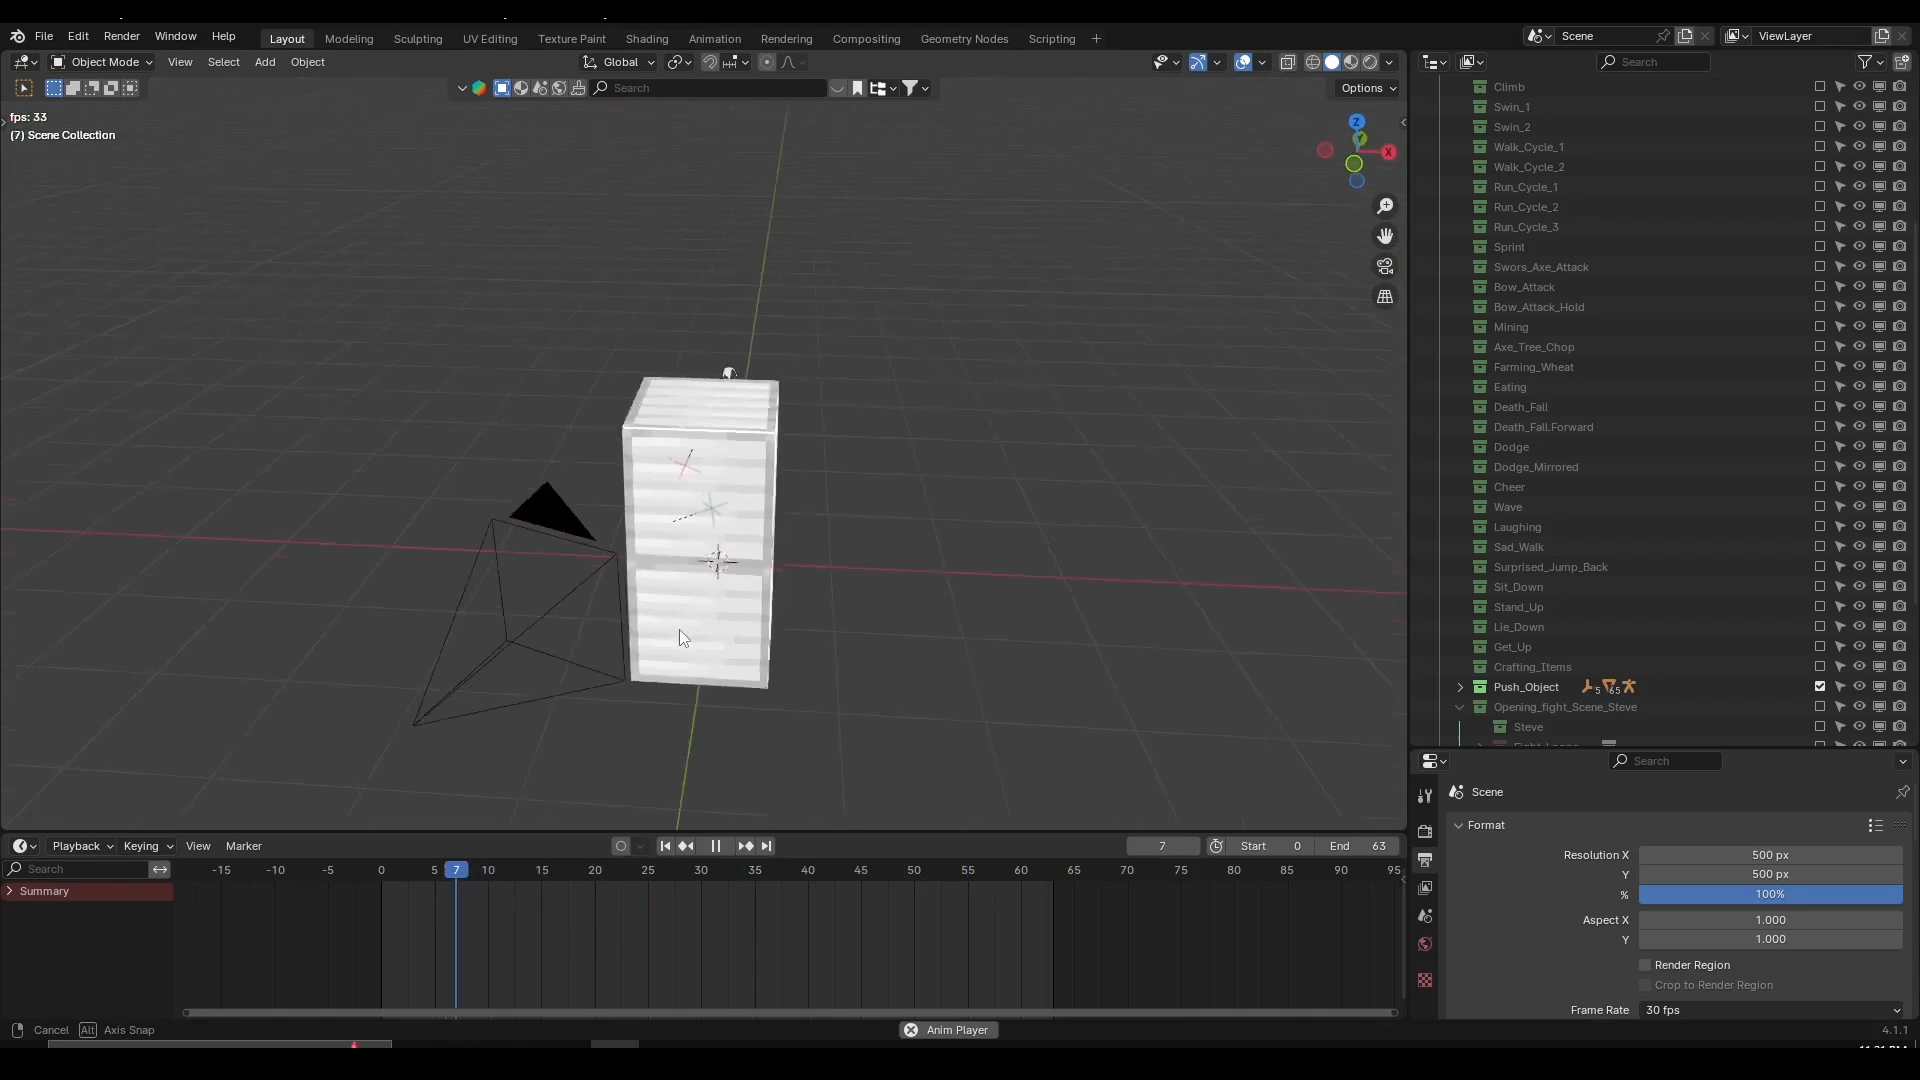 File Edit Render Window Help Layout Modeling Sculpting UV Editing Texture Paint Shading Animation Rendering Compositing Geometry Nodes Scripting + Scene ViewLayer
Object Mode View Select Add Object Global Search
Search Options
fps: 33
(7) Scene Collection
Z
Y
X
Climb
Swin_1
Swin_2
Walk_Cycle_1
Walk_Cycle_2
Run_Cycle_1
Run_Cycle_2
Run_Cycle_3
Sprint
Swors_Axe_Attack
Bow_Attack
Bow_Attack_Hold
Mining
Axe_Tree_Chop
Farming_Wheat
Eating
Death_Fall
Death_Fall.Forward
Dodge
Dodge_Mirrored
Cheer
Wave
Laughing
Sad_Walk
Surprised_Jump_Back
Sit_Down
Stand_Up
Lie_Down
Get_Up
Crafting_Items
Push_Object 5 65
Opening_fight_Scene_Steve
Steve
Search
Scene
Format
Resolution X 500 px
Y 500 px
% 100%
Aspect X 1.000
Y 1.000
Render Region
Crop to Render Region
Frame Rate 30 fps
Playback Keying View Marker 7 Start 0 End 63
Search -15 -10 -5 0 5 7 10 15 20 25 30 35 40 45 50 55 60 65 70 75 80 85 90 95
Summary
Cancel Alt Axis Snap Anim Player 4.1.1